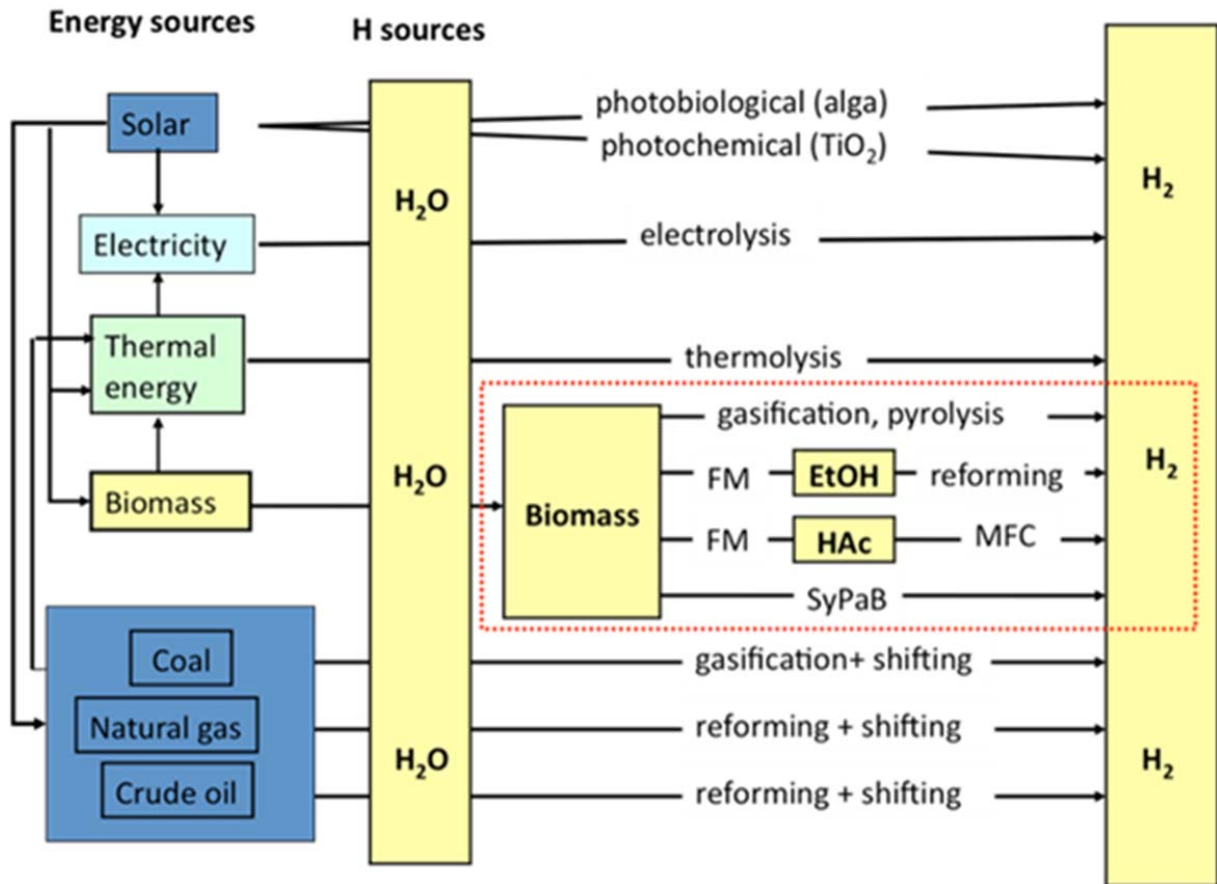 Energy sources
H sources
Solar
Electricity
Thermal
energy
Biomass
Coal
Natural gas
Crude oil
H₂O
H₂O
H₂O
photobiological (alga)
photochemical (TiO₂)
electrolysis
thermolysis
Biomass
gasification, pyrolysis
FM EtOH reforming
FM HAc MFC
SyPaB
gasification+ shifting
reforming + shifting
reforming + shifting
H₂
H₂
H₂